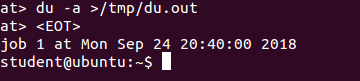 at> du -a >/tmp/du.out
at> <EOT>
job 1 at Mon Sep 24 20:40:00 2018
student@ubuntu:~$